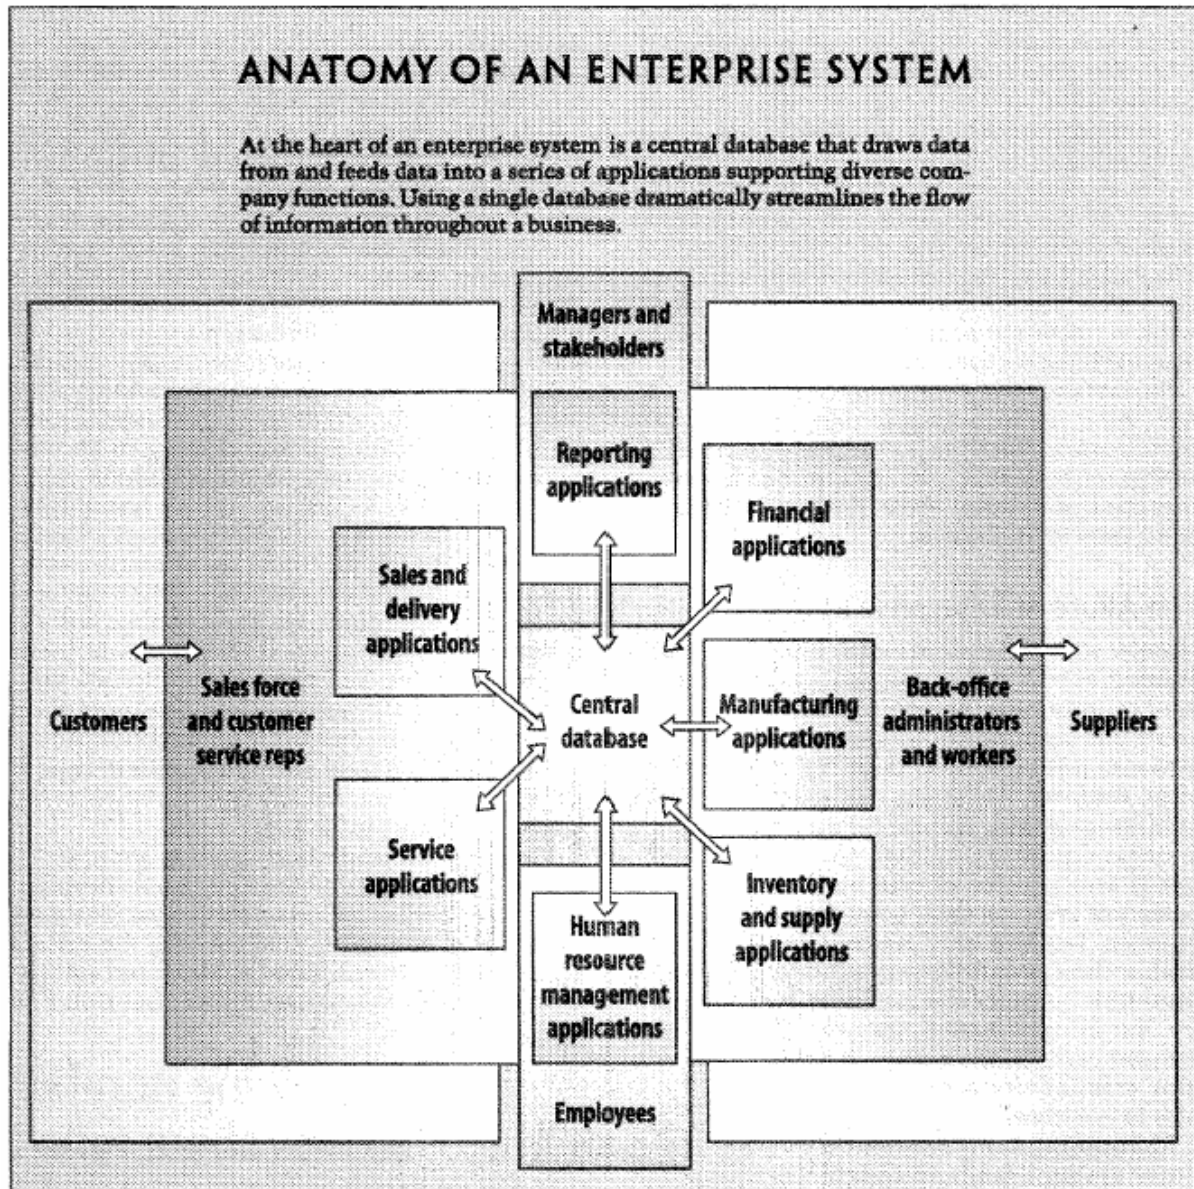 ANATOMY OF AN ENTERPRISE SYSTEM
At the heart of an enterprise system is a central database that draws data
from and feeds data into a series of applications supporting diverse com-
pany functions. Using a single database dramatically streamlines the flow
of information throughout a business.
Managers and
stakeholders
Reporting
applications
Financial
applications
Sales and
delivery
applications
Customers
Sales force
and customer
service reps
Central
database
Manufacturing
applications
Back-office
administrators
and workers
Suppliers
Service
applications
Inventory
and supply
applications
Human
resource
management
applications
Employees